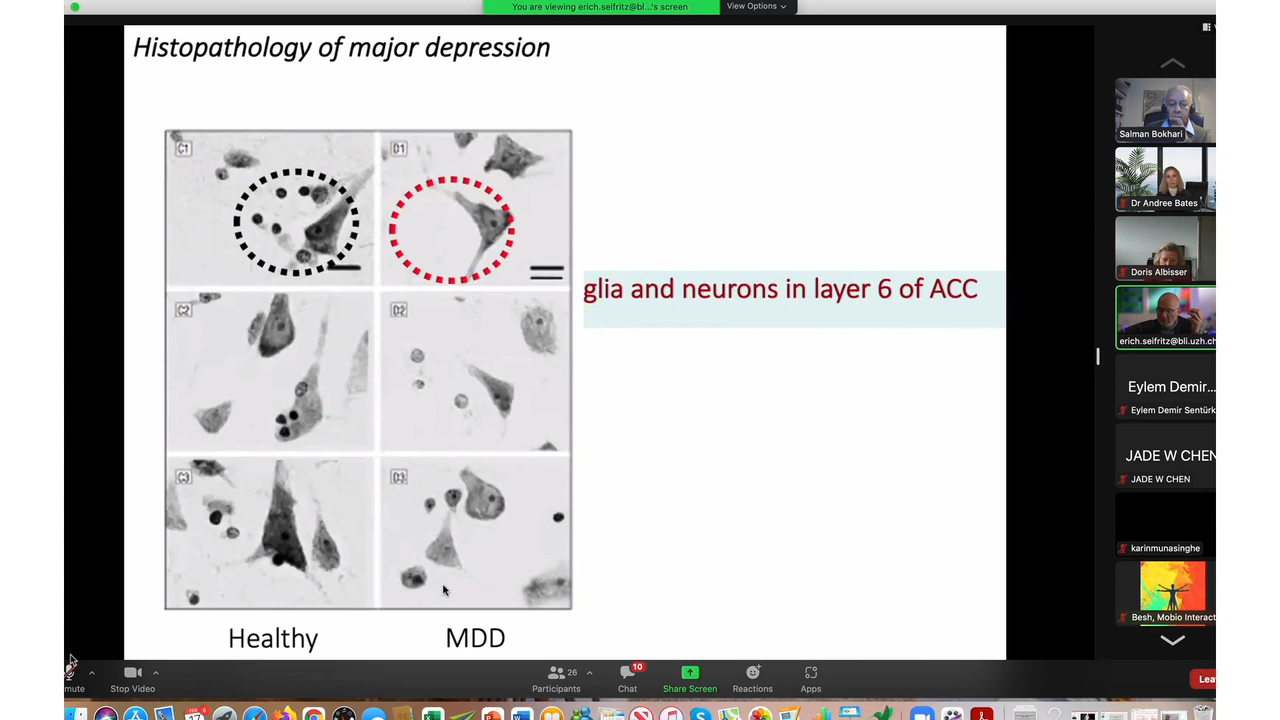 You are viewing erich.seifritz@bl...'s screen
View Options
Histopathology of major depression
C1
D1
glia and neurons in layer 6 of ACC
C2
D2
C3
D3
Healthy
MDD
Salman Bokhari
Dr Andree Bates
Doris Albisser
erich.seifritz@bli.uzh.ch
Eylem Demir...
Eylem Demir Sentürk
JADE W CHEN
JADE W CHEN
karinmunasinghe
Besh, Mobio Interact
mute
Stop Video
26
Participants
10
Chat
Share Screen
Reactions
Apps
Lea
17